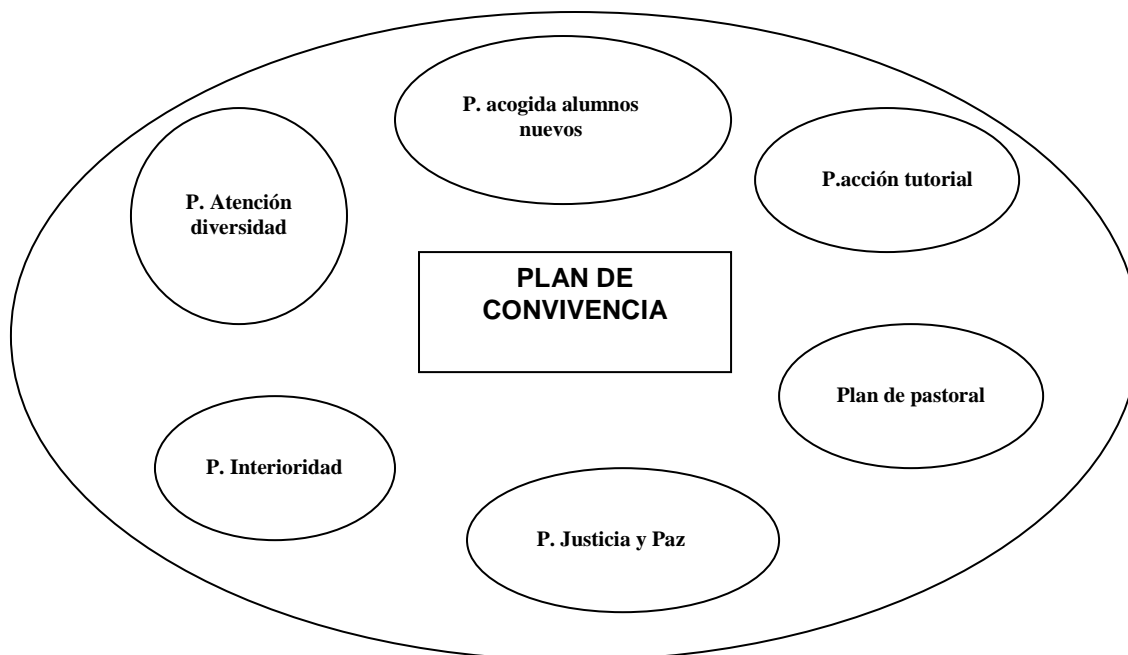 P. acogida alumnos
nuevos
P.acción tutorial
P. Atención
diversidad
PLAN DE
CONVIVENCIA
Plan de pastoral
P. Interioridad
P. Justicia y Paz